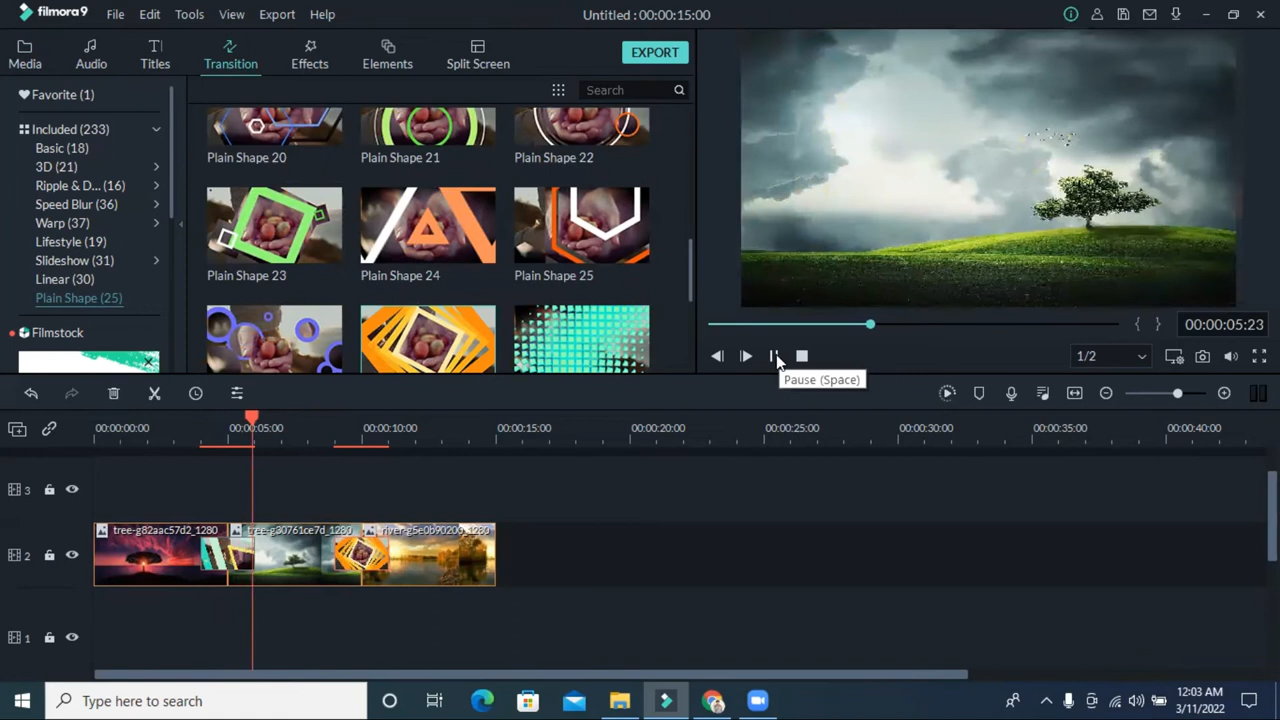 filmora9 File Edit Tools View Export Help Untitled : 00:00:15:00
Media Audio Titles Transition Effects Elements Split Screen EXPORT
Favorite (1)
Search
Included (233)
Basic (18)
3D (21)
Ripple & D... (16)
Speed Blur (36)
Warp (37)
Lifestyle (19)
Slideshow (31)
Linear (30)
Plain Shape (25)
Filmstock
Plain Shape 20 Plain Shape 21 Plain Shape 22
Plain Shape 23 Plain Shape 24 Plain Shape 25
00:00:05:23
1/2
Pause (Space)
00:00:00:00 00:00:05:00 00:00:10:00 00:00:15:00 00:00:20:00 00:00:25:00 00:00:30:00 00:00:35:00 00:00:40:00
3
2 tree-g82aac57d2_1280 tree-g30761ce7d_1280 river-g5e0b90200_1280
1
Type here to search
12:03 AM
3/11/2022